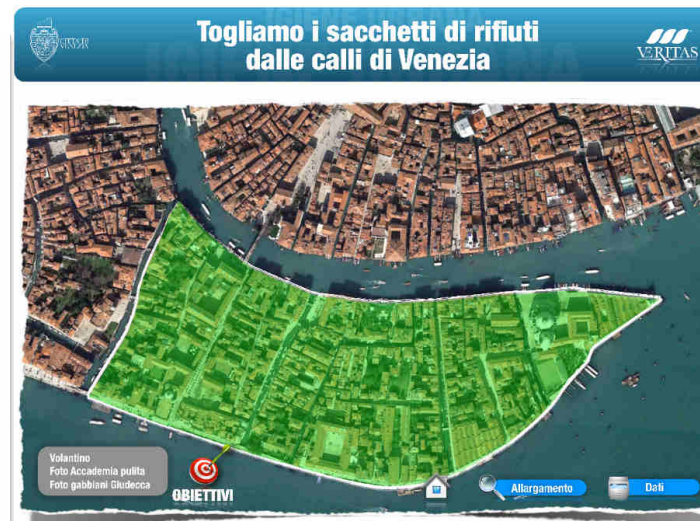 Togliamo i sacchetti di rifiuti
dalle calli di Venezia
VERITAS
Volantino
Foto Accademia pulita
Foto gabbiani Giudecca
OBIETTIVI
Allargamento
Dati